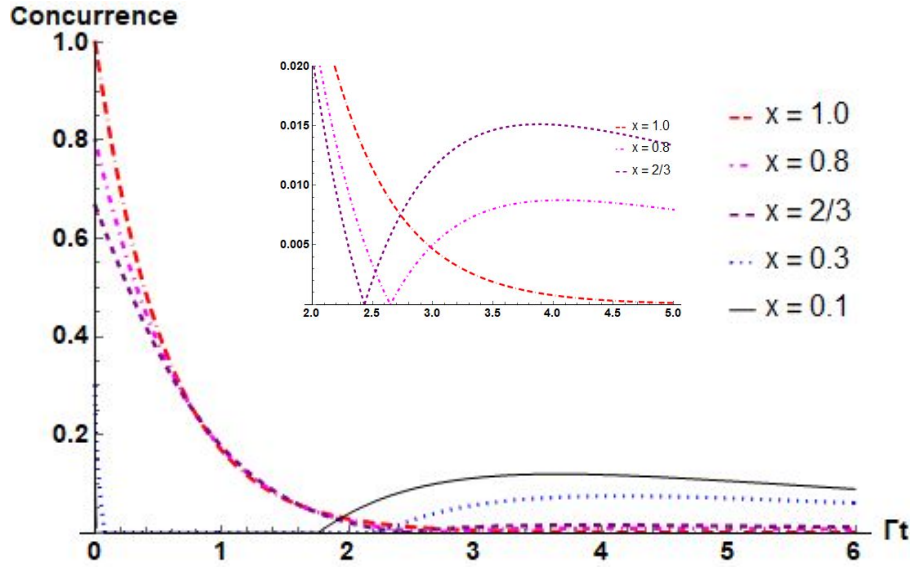 Concurrence
1.0
0.8
0.6
0.4
0.2
0 1 2 3 4 5 6
Γt
0.020
0.015
0.010
0.005
2.0 2.5 3.0 3.5 4.0 4.5 5.0
x = 1.0
x = 0.8
x = 2/3
x = 1.0
x = 0.8
x = 2/3
x = 0.3
x = 0.1